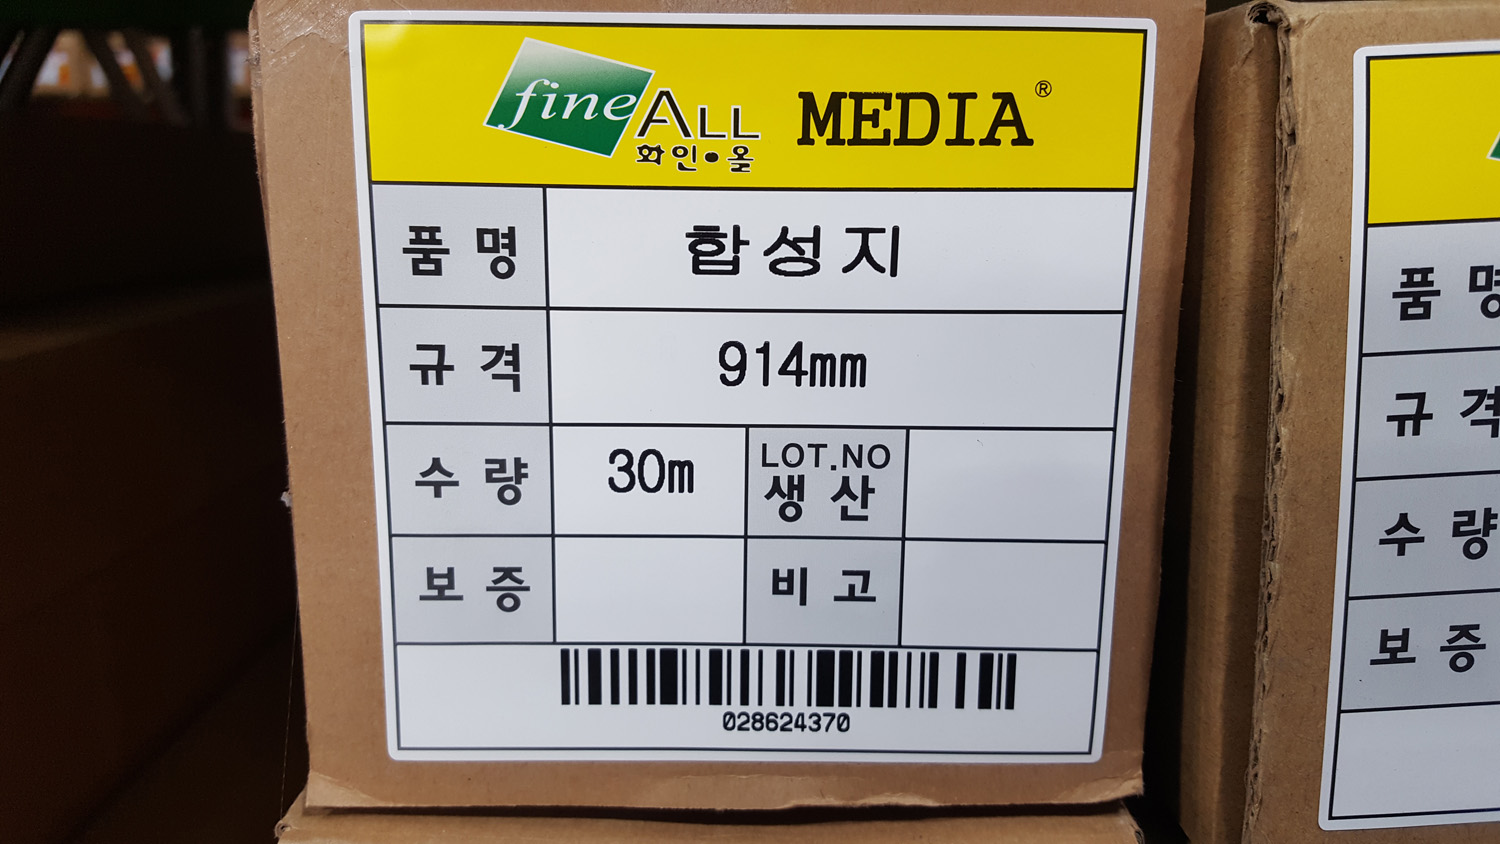 fine ALL MEDIA®
화인•올
품 명 합성지
규 격 914mm
수 량 30m LOT.NO
생 산
보 증 비 고
028624370
품 명
규 격
수 량
보 증